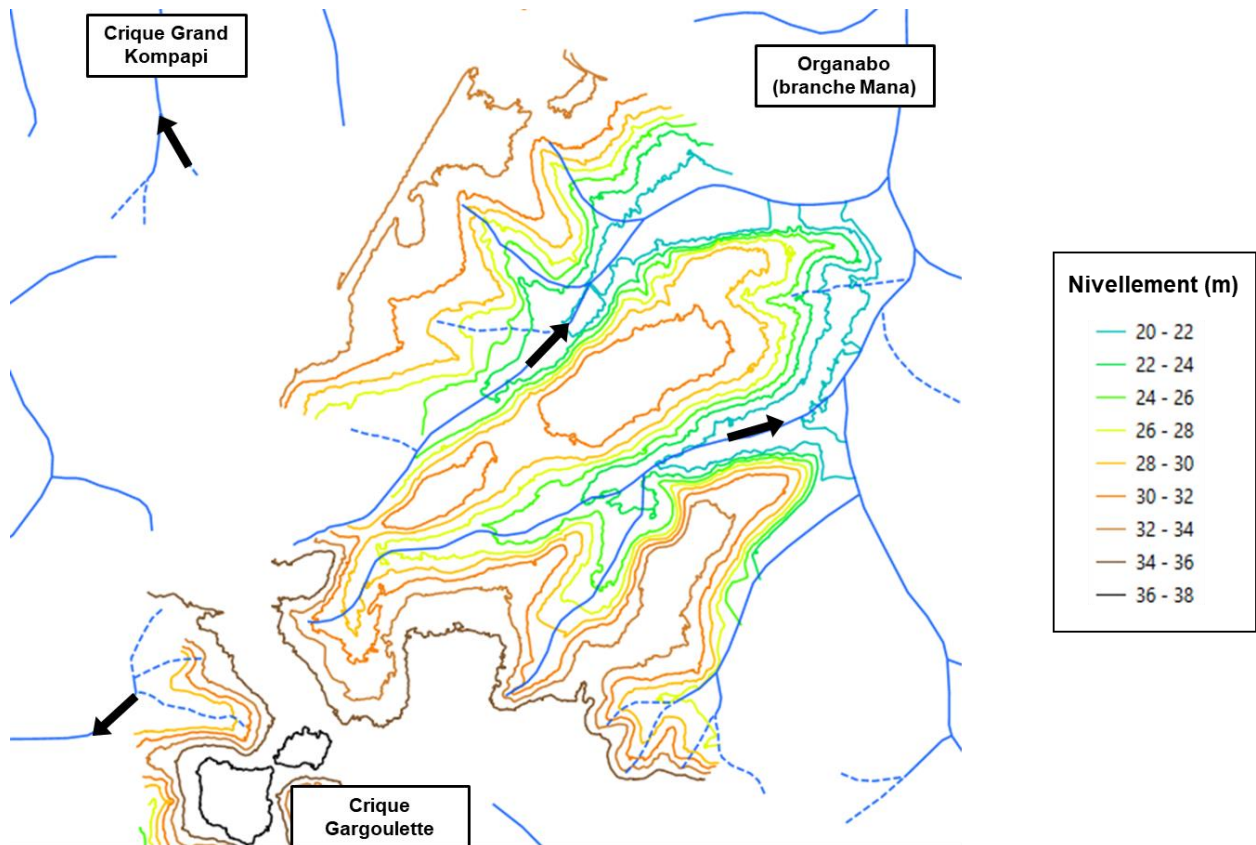 Crique Grand
Kompapi
Organabo
(branche Mana)
Nivellement (m)
20 - 22
22 - 24
24 - 26
26 - 28
28 - 30
30 - 32
32 - 34
34 - 36
36 - 38
Crique
Gargoulette